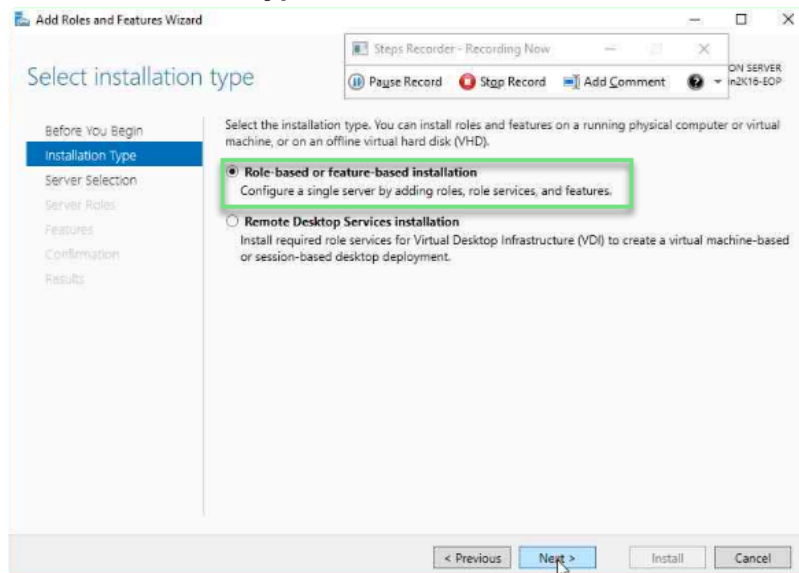 Add Roles and Features Wizard
Steps Recorder - Recording Now
Pause Record Stop Record Add Comment
Select installation type
ON SERVER
n2K16-EOP
Before You Begin
Installation Type
Server Selection
Server Roles
Features
Confirmation
Results
Select the installation type. You can install roles and features on a running physical computer or virtual
machine, or on an offline virtual hard disk (VHD).
Role-based or feature-based installation
Configure a single server by adding roles, role services, and features.
Remote Desktop Services installation
Install required role services for Virtual Desktop Infrastructure (VDI) to create a virtual machine-based
or session-based desktop deployment.
< Previous Next > Install Cancel